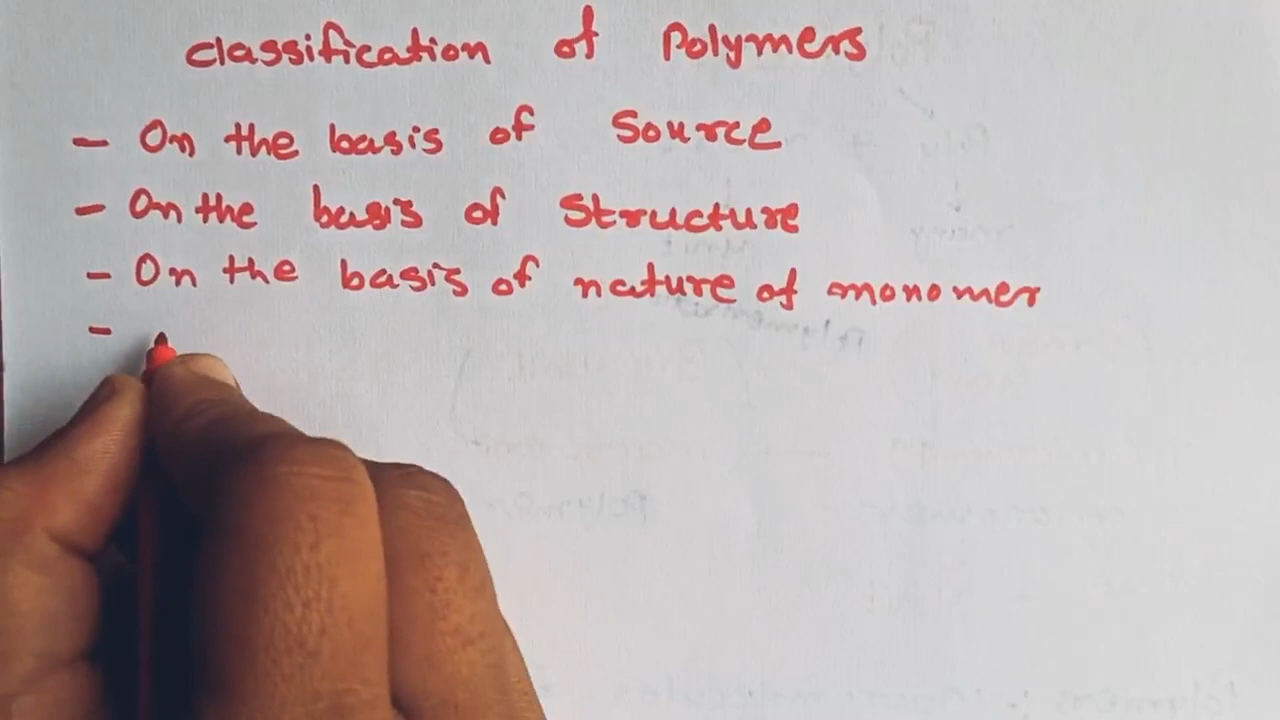 classification of Polymers
- On the basis of Source
- On the basis of Structure
- On the basis of nature of monomer
-